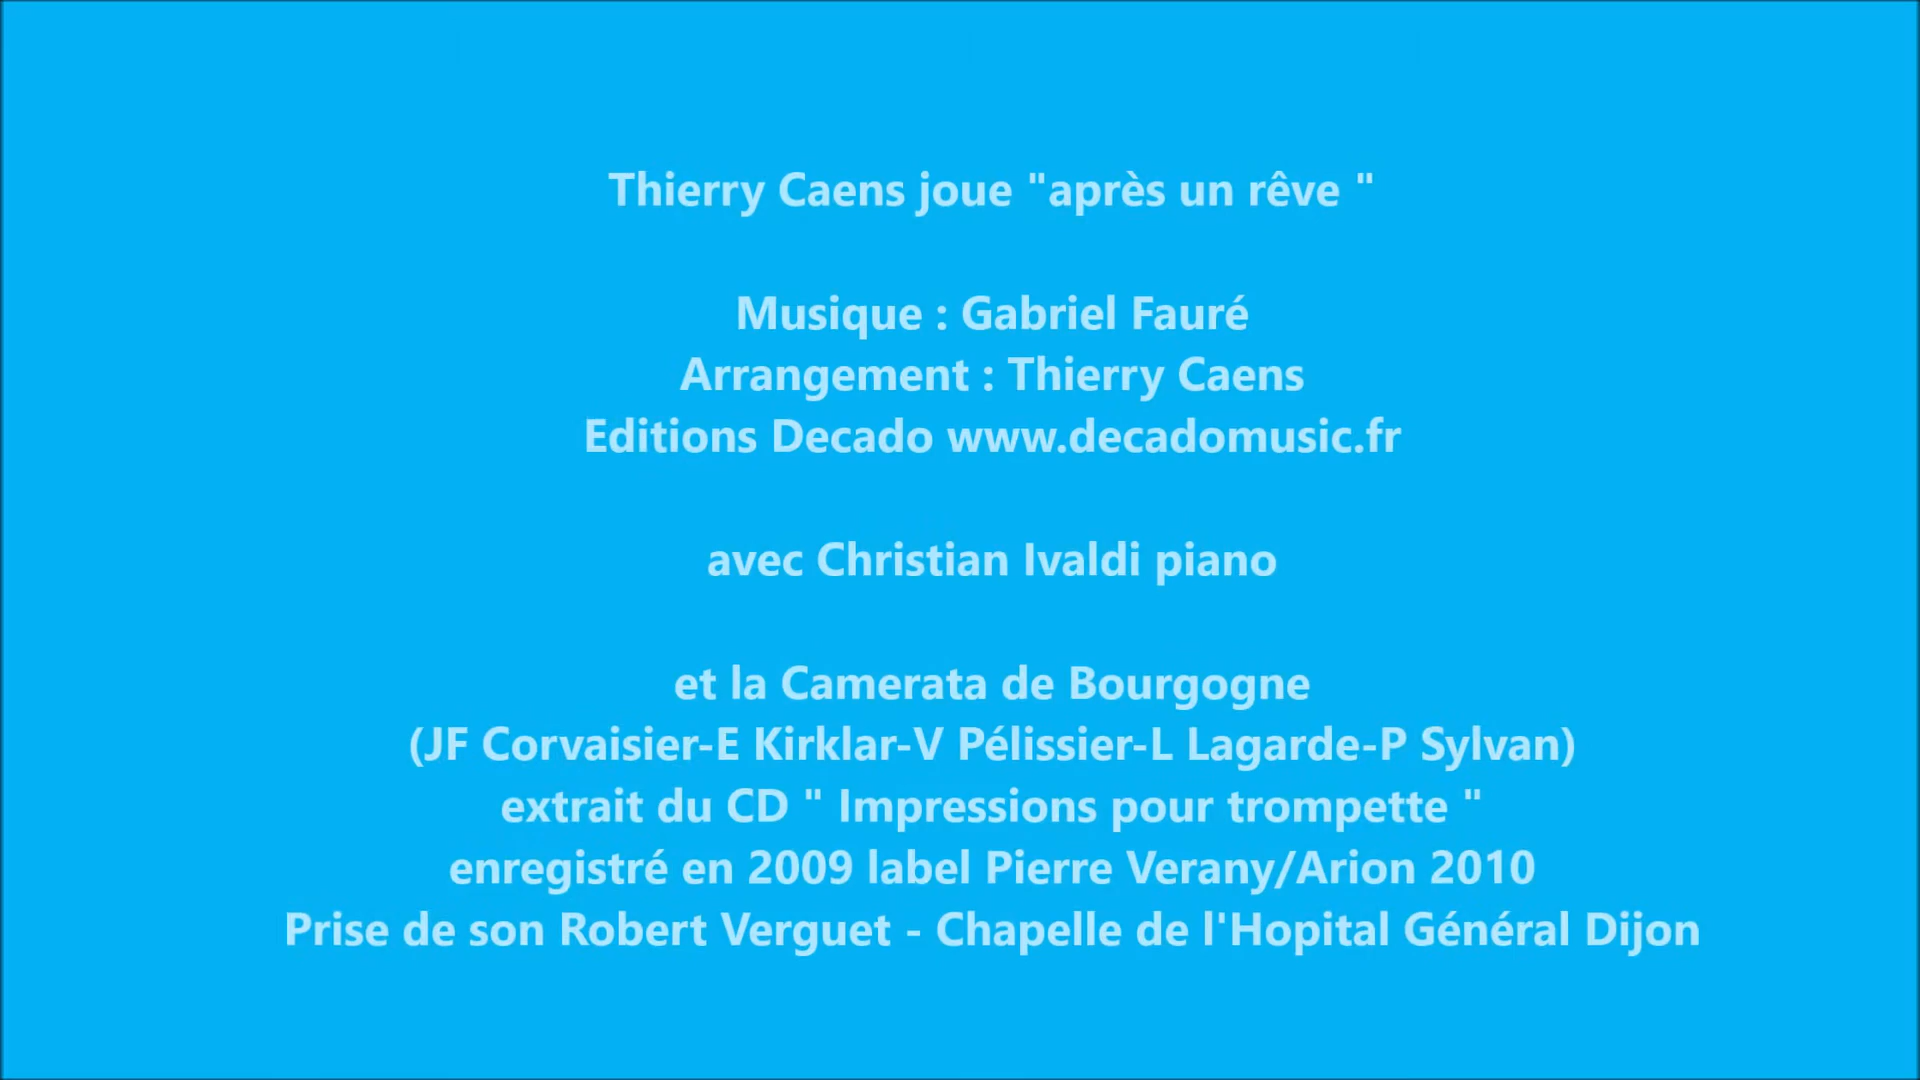 Thierry Caens joue "après un rêve "
Musique : Gabriel Fauré
Arrangement : Thierry Caens
Editions Decado www.decadomusic.fr
avec Christian Ivaldi piano
et la Camerata de Bourgogne
(JF Corvaisier-E Kirklar-V Pélissier-L Lagarde-P Sylvan)
extrait du CD " Impressions pour trompette "
enregistré en 2009 label Pierre Verany/Arion 2010
Prise de son Robert Verguet - Chapelle de l'Hopital Général Dijon